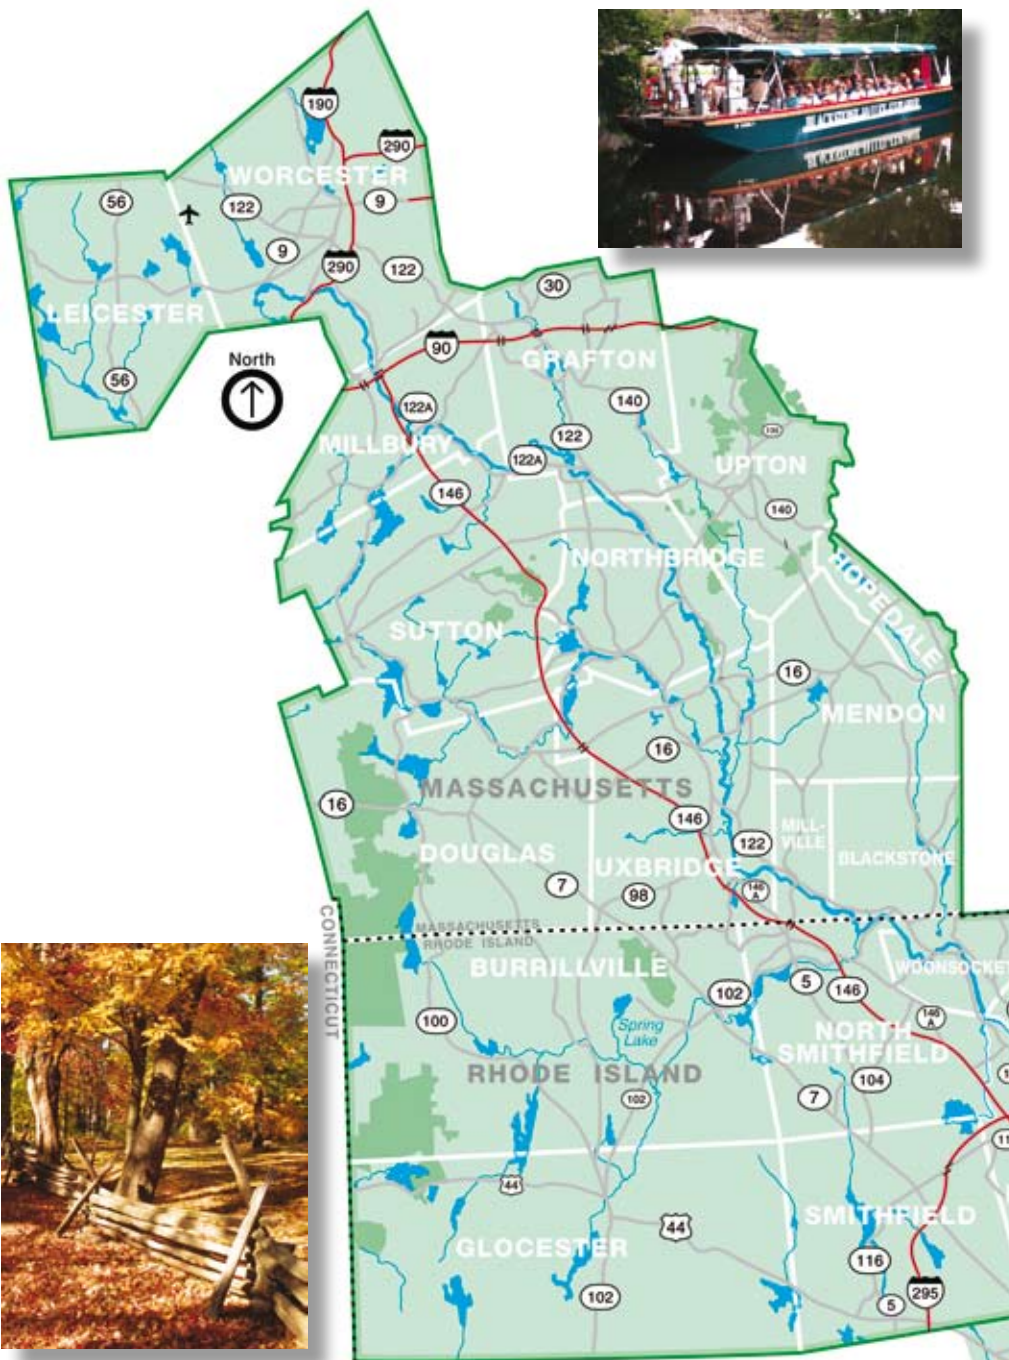 190
290
WORCESTER
56
122
9
9
290
122
30
LEICESTER
90
GRAFTON
North
56
140
122A
122
MILLBURY
122A
UPTON
146
140
NORTHBRIDGE
HOPEDALE
SUTTON
16
MENDON
16
MASSACHUSETTS
16
146
MILL-
VILLE
122
DOUGLAS
UXBRIDGE
BLACKSTONE
7
98
146
A
CONNECTICUT
MASSACHUSETTS
RHODE ISLAND
BURRILLVILLE
WOONSOCKET
5
102
146
100
Spring
Lake
146
A
NORTH
SMITHFIELD
RHODE ISLAND
104
102
7
44
SMITHFIELD
44
GLOCESTER
116
102
295
5